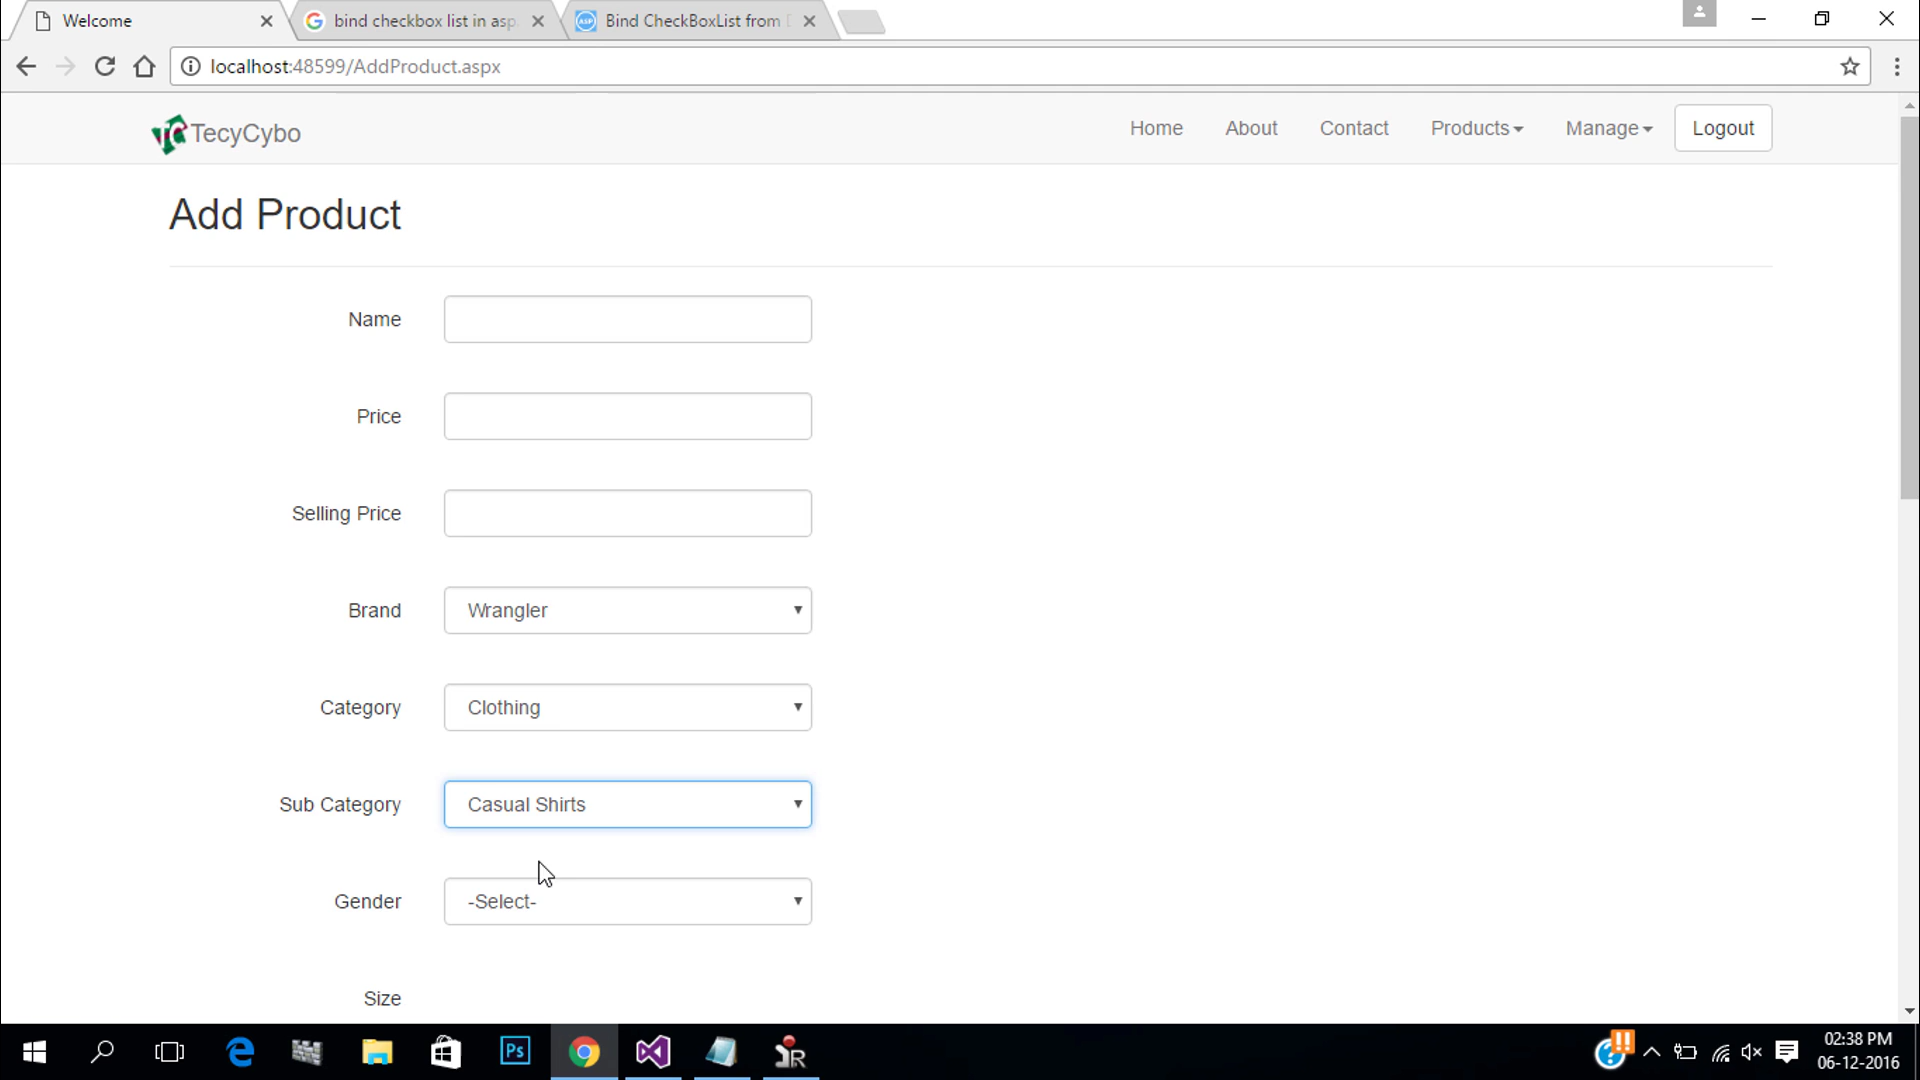 Welcome
bind checkbox list in asp
Bind CheckBoxList from D
localhost:48599/AddProduct.aspx
TecyCybo
Home
About
Contact
Products
Manage
Logout
Add Product
Name
Price
Selling Price
Brand
Wrangler
Category
Clothing
Sub Category
Casual Shirts
Gender
-Select-
Size
Ps
02:38 PM
06-12-2016